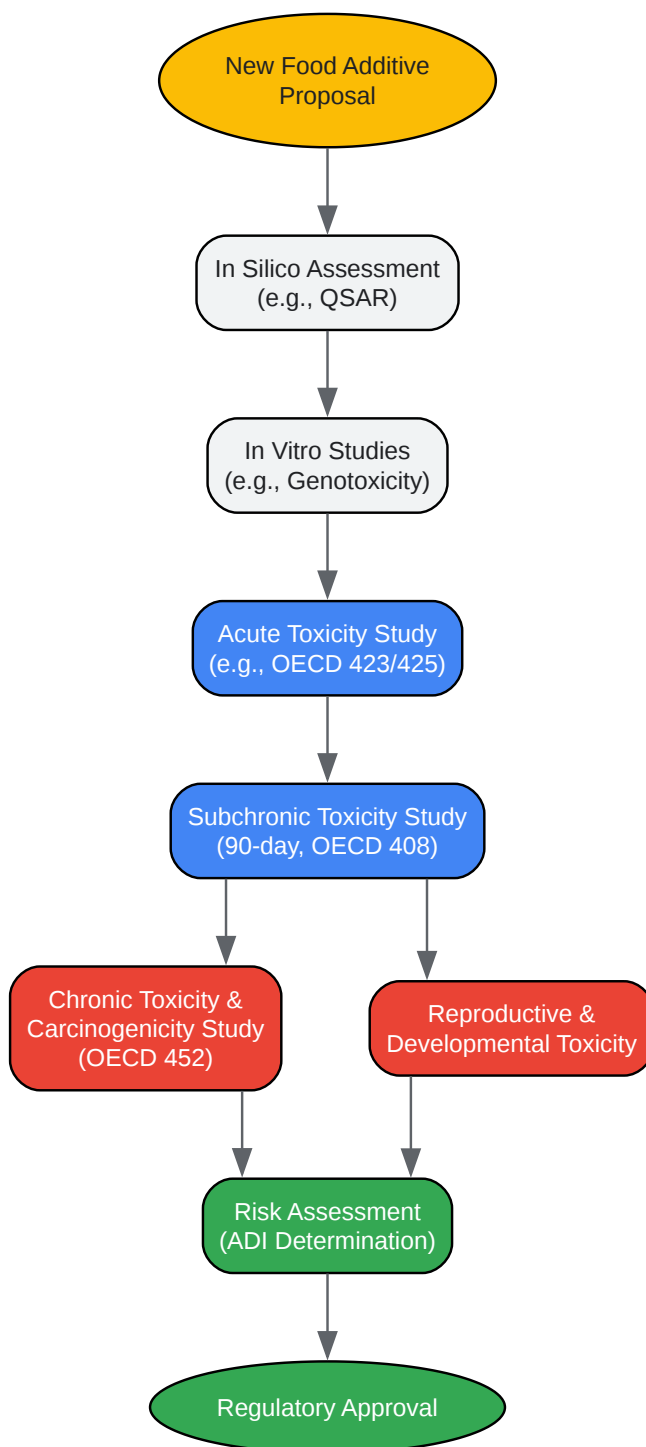 New Food Additive
Proposal
In Silico Assessment
(e.g., QSAR)
In Vitro Studies
(e.g., Genotoxicity)
Acute Toxicity Study
(e.g., OECD 423/425)
Subchronic Toxicity Study
(90-day, OECD 408)
Chronic Toxicity &
Carcinogenicity Study
(OECD 452)
Reproductive &
Developmental Toxicity
Risk Assessment
(ADI Determination)
Regulatory Approval